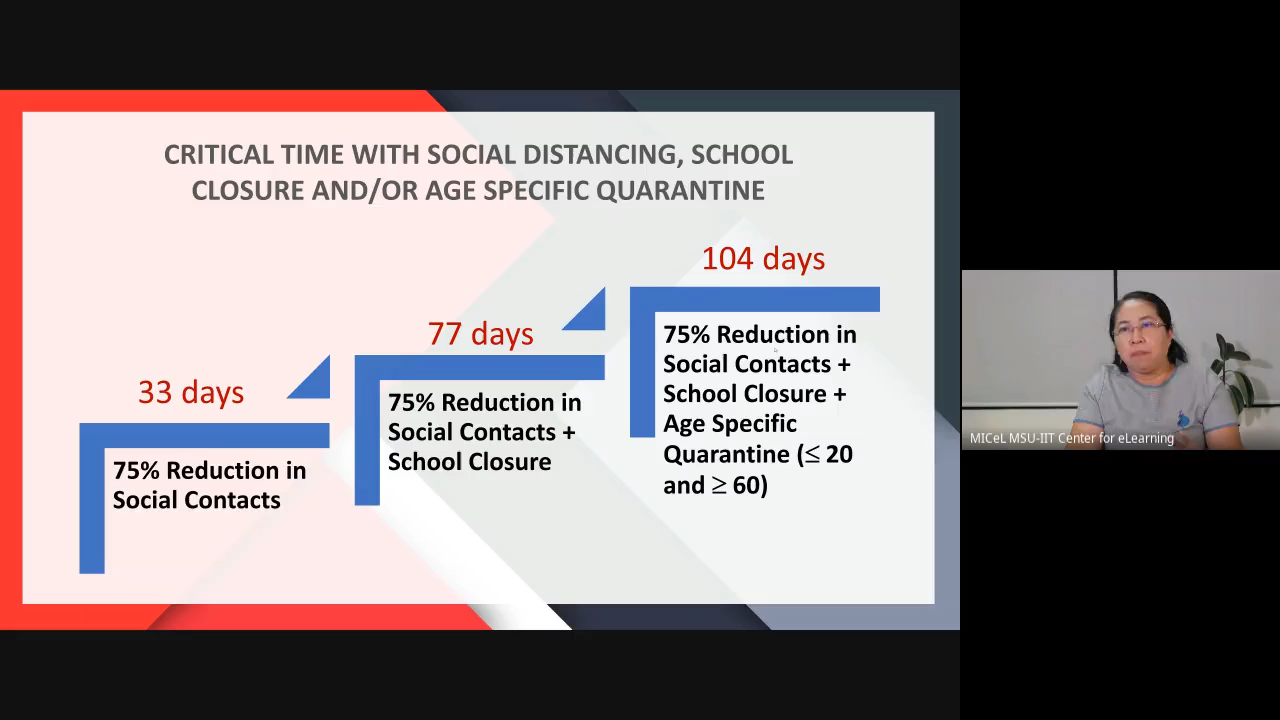 CRITICAL TIME WITH SOCIAL DISTANCING, SCHOOL
CLOSURE AND/OR AGE SPECIFIC QUARANTINE
33 days
75% Reduction in
Social Contacts
77 days
75% Reduction in
Social Contacts +
School Closure
104 days
75% Reduction in
Social Contacts +
School Closure +
Age Specific
Quarantine (≤ 20
and ≥ 60)
MICeL MSU-IIT Center for eLearning